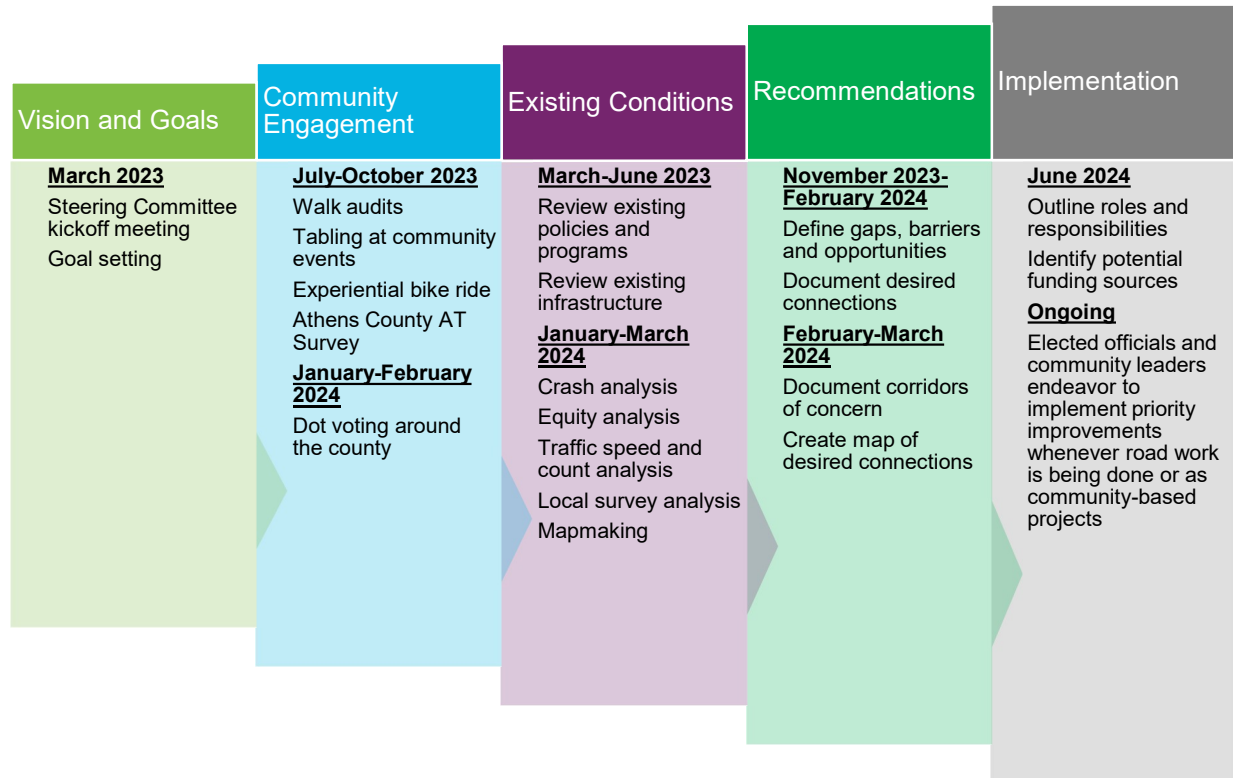 Vision and Goals
March 2023
Steering Committee
kickoff meeting
Goal setting
Community
Engagement
July-October 2023
Walk audits
Tabling at community
events
Experiential bike ride
Athens County AT
Survey
January-February
2024
Dot voting around
the county
Existing Conditions
March-June 2023
Review existing
policies and
programs
Review existing
infrastructure
January-March
2024
Crash analysis
Equity analysis
Traffic speed and
count analysis
Local survey analysis
Mapmaking
Recommendations
November 2023-
February 2024
Define gaps, barriers
and opportunities
Document desired
connections
February-March
2024
Document corridors
of concern
Create map of
desired connections
Implementation
June 2024
Outline roles and
responsibilities
Identify potential
funding sources
Ongoing
Elected officials and
community leaders
endeavor to
implement priority
improvements
whenever road work
is being done or as
community-based
projects